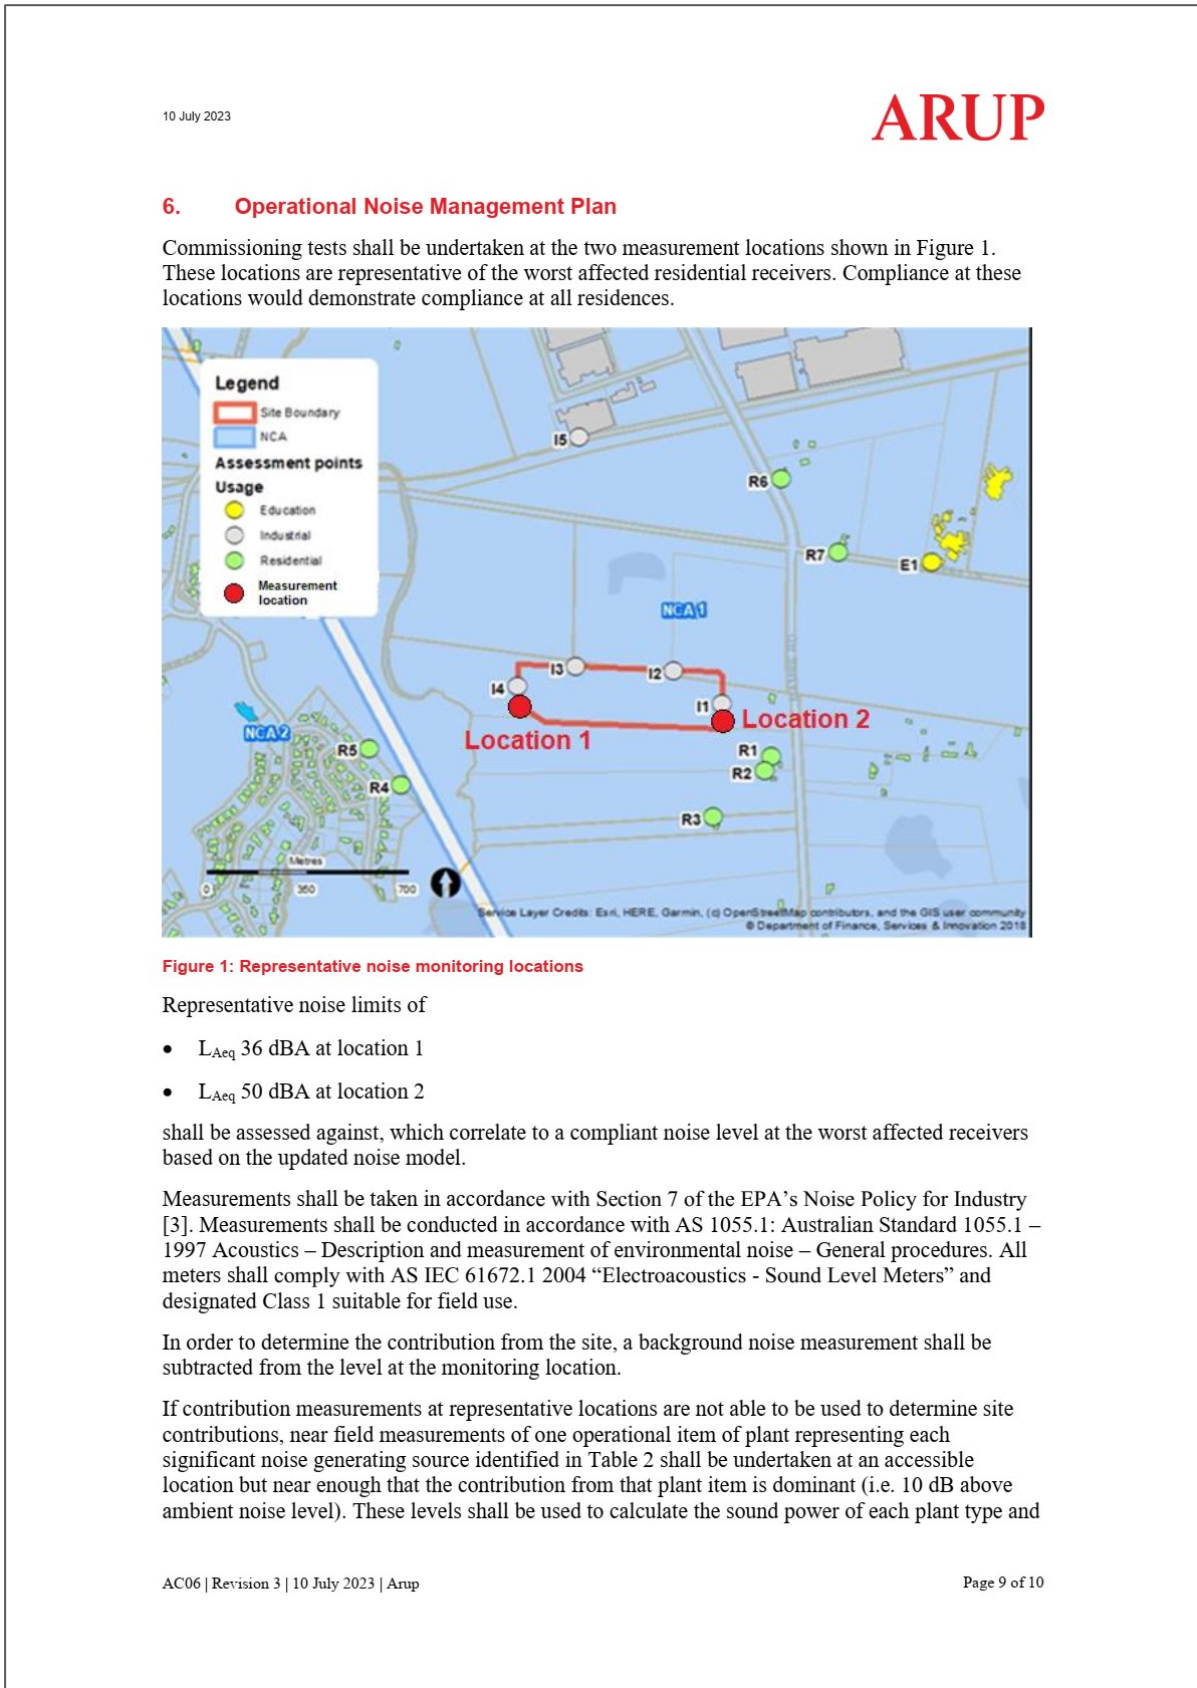 10 July 2023
ARUP
6. Operational Noise Management Plan
Commissioning tests shall be undertaken at the two measurement locations shown in Figure 1.
These locations are representative of the worst affected residential receivers. Compliance at these
locations would demonstrate compliance at all residences.
Legend
Site Boundary
NCA
Assessment points
Usage
Education
Industrial
Residential
Measurement
location
I5
R6
R7
E1
NCA 1
I3
I2
I4
I1
Location 2
Location 1
NCA 2
R5
R1
R2
R4
R3
Metres
0 350 700
Service Layer Credits: Esri, HERE, Garmin, (c) OpenStreetMap contributors, and the GIS user community
© Department of Finance, Services & Innovation 2018
Figure 1: Representative noise monitoring locations
Representative noise limits of
• LAeq 36 dBA at location 1
• LAeq 50 dBA at location 2
shall be assessed against, which correlate to a compliant noise level at the worst affected receivers
based on the updated noise model.
Measurements shall be taken in accordance with Section 7 of the EPA’s Noise Policy for Industry
[3]. Measurements shall be conducted in accordance with AS 1055.1: Australian Standard 1055.1 –
1997 Acoustics – Description and measurement of environmental noise – General procedures. All
meters shall comply with AS IEC 61672.1 2004 “Electroacoustics - Sound Level Meters” and
designated Class 1 suitable for field use.
In order to determine the contribution from the site, a background noise measurement shall be
subtracted from the level at the monitoring location.
If contribution measurements at representative locations are not able to be used to determine site
contributions, near field measurements of one operational item of plant representing each
significant noise generating source identified in Table 2 shall be undertaken at an accessible
location but near enough that the contribution from that plant item is dominant (i.e. 10 dB above
ambient noise level). These levels shall be used to calculate the sound power of each plant type and
AC06 | Revision 3 | 10 July 2023 | Arup
Page 9 of 10